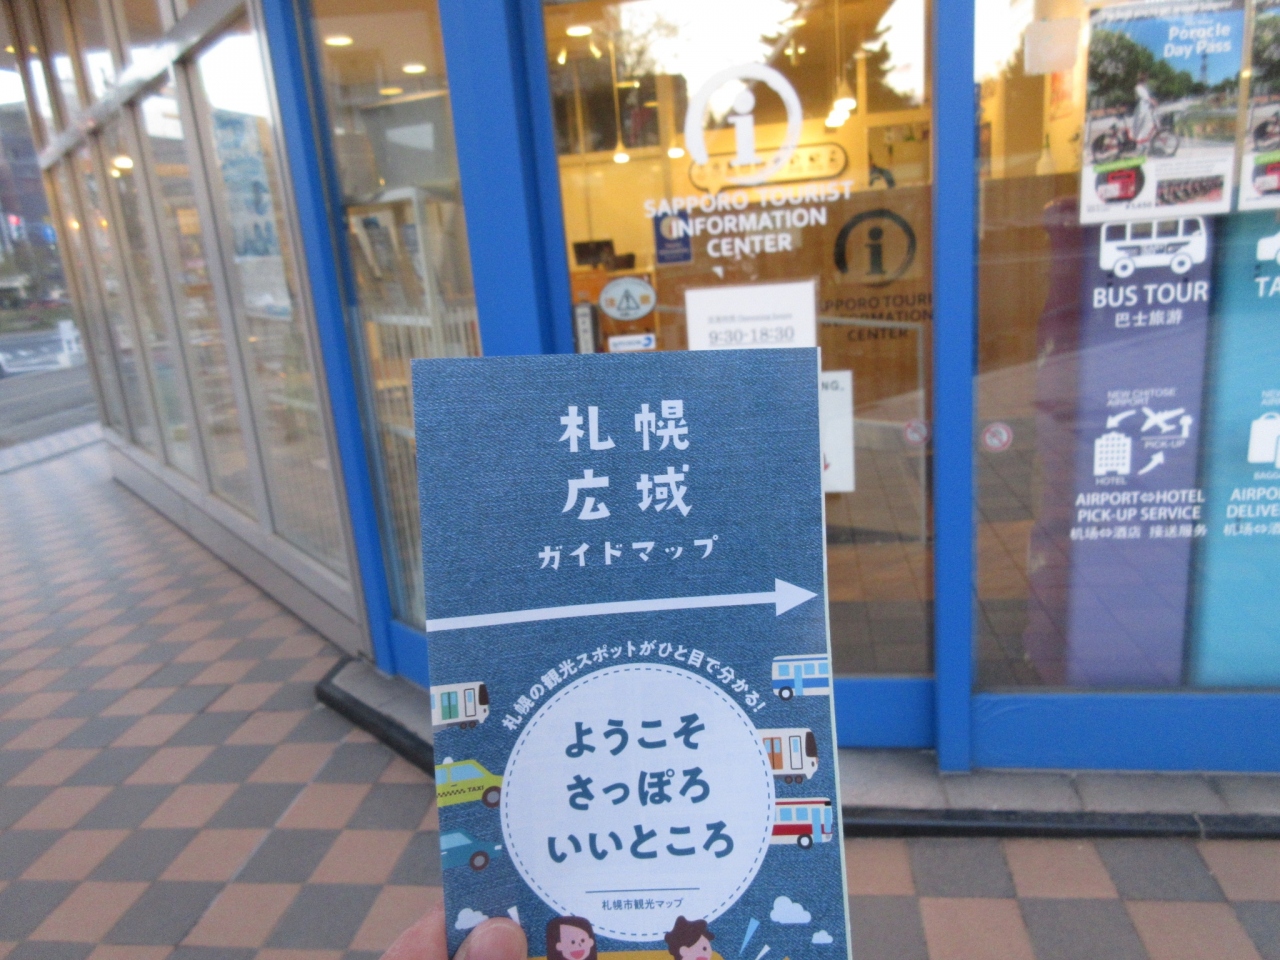 Porocle
Day Pass
SAPPORO TOURIST
INFORMATION
CENTER
9:30-18:30
BUS TOUR
巴士旅游
NEW CHITOSE
AIRPORT
PICK-UP
HOTEL
AIRPORT⇔HOTEL
PICK-UP SERVICE
机场⇔酒店 接送服务
札幌
広域
ガイドマップ
札幌の観光スポットがひと目で分かる!
ようこそ
さっぽろ
いいところ
札幌市観光マップ
TAXI